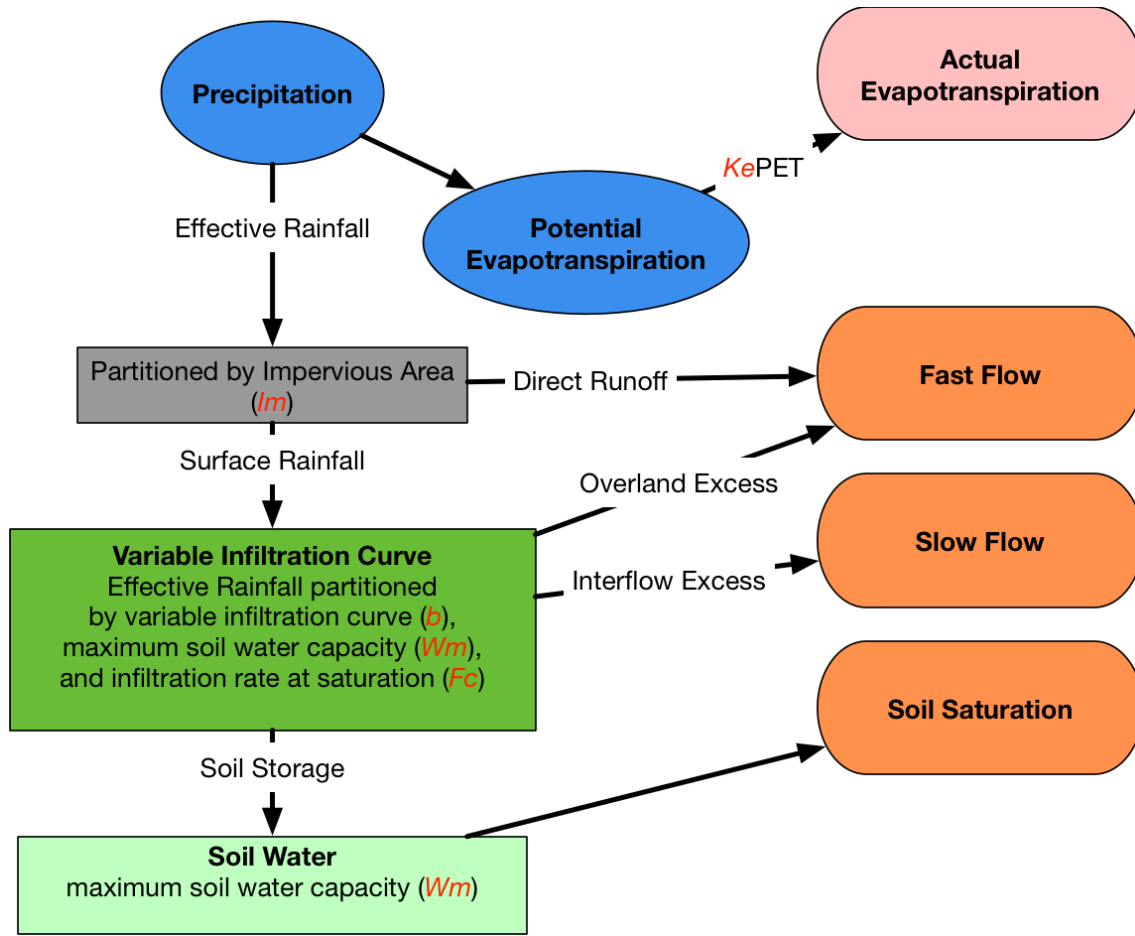 Precipitation
Actual
Evapotranspiration
KePET
Effective Rainfall
Potential
Evapotranspiration
Partitioned by Impervious Area
(Im)
Direct Runoff
Fast Flow
Surface Rainfall
Overland Excess
Variable Infiltration Curve
Effective Rainfall partitioned
by variable infiltration curve (b),
maximum soil water capacity (Wm),
and infiltration rate at saturation (Fc)
Interflow Excess
Slow Flow
Soil Saturation
Soil Storage
Soil Water
maximum soil water capacity (Wm)